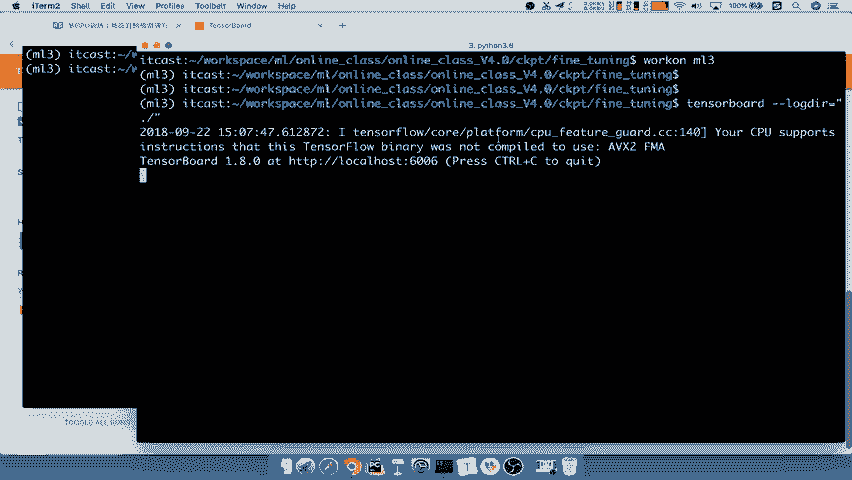 iTerm2 Shell Edit View Profiles Toolbelt Window Help
100%
TensorBoard
3. python3.6
(ml3) itcast:~/w
(ml3) itcast:~/w
itcast:~/workspace/ml/online_class/online_class_V4.0/ckpt/fine_tuning$ workon ml3
(ml3) itcast:~/workspace/ml/online_class/online_class_V4.0/ckpt/fine_tuning$
(ml3) itcast:~/workspace/ml/online_class/online_class_V4.0/ckpt/fine_tuning$
(ml3) itcast:~/workspace/ml/online_class/online_class_V4.0/ckpt/fine_tuning$ tensorboard --logdir="
./"
2018-09-22 15:07:47.612872: I tensorflow/core/platform/cpu_feature_guard.cc:140] Your CPU supports
instructions that this TensorFlow binary was not compiled to use: AVX2 FMA
TensorBoard 1.8.0 at http://localhost:6006 (Press CTRL+C to quit)